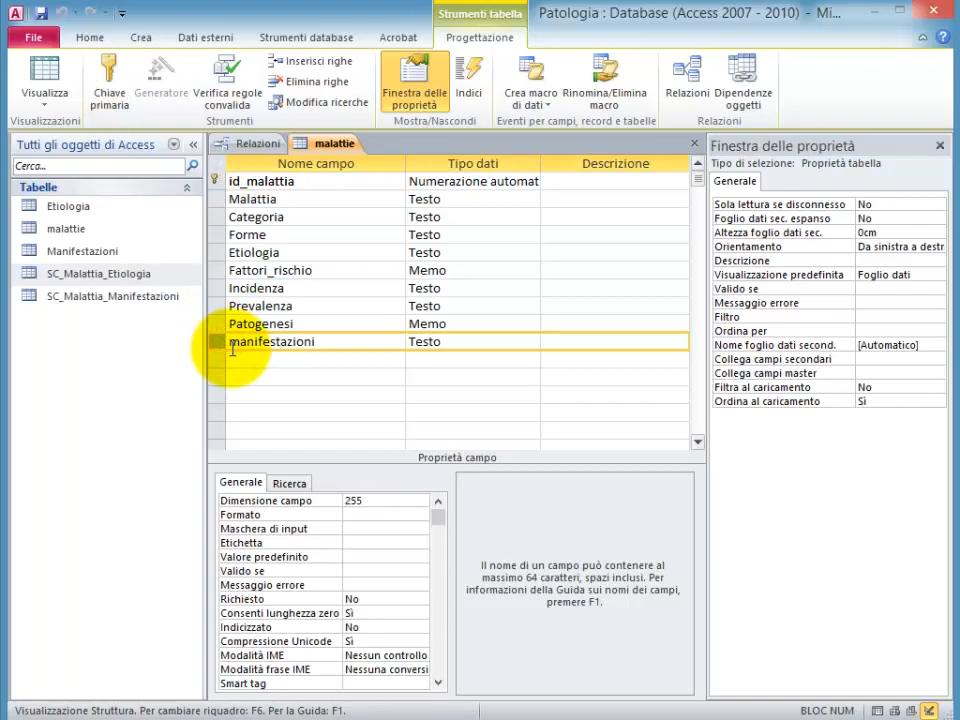 A Strumenti tabella Patologia : Database (Access 2007 - 2010) - Mi...
File Home Crea Dati esterni Strumenti database Acrobat Progettazione
Visualizza
Chiave primaria
Generatore
Verifica regole convalida
Inserisci righe
Elimina righe
Modifica ricerche
Finestra delle proprietà
Indici
Crea macro di dati
Rinomina/Elimina macro
Relazioni
Dipendenze oggetti
Visualizzazioni Strumenti Mostra/Nascondi Eventi per campi, record e tabelle Relazioni
Tutti gli oggetti di Access
Cerca...
Tabelle
Etiologia
malattie
Manifestazioni
SC_Malattia_Etiologia
SC_Malattia_Manifestazioni
Relazioni malattie
Nome campo Tipo dati Descrizione
id_malattia Numerazione automat
Malattia Testo
Categoria Testo
Forme Testo
Etiologia Testo
Fattori_rischio Memo
Incidenza Testo
Prevalenza Testo
Patogenesi Memo
manifestazioni Testo
Proprietà campo
Generale Ricerca
Dimensione campo 255
Formato
Maschera di input
Etichetta
Valore predefinito
Valido se
Messaggio errore
Richiesto No
Consenti lunghezza zero Sì
Indicizzato No
Compressione Unicode Sì
Modalità IME Nessun controllo
Modalità frase IME Nessuna conversi
Smart tag
Il nome di un campo può contenere al
massimo 64 caratteri, spazi inclusi. Per
informazioni della Guida sui nomi dei campi,
premere F1.
Finestra delle proprietà
Tipo di selezione: Proprietà tabella
Generale
Sola lettura se disconnesso No
Foglio dati sec. espanso No
Altezza foglio dati sec. 0cm
Orientamento Da sinistra a destr
Descrizione
Visualizzazione predefinita Foglio dati
Valido se
Messaggio errore
Filtro
Ordina per
Nome foglio dati second. [Automatico]
Collega campi secondari
Collega campi master
Filtra al caricamento No
Ordina al caricamento Sì
Visualizzazione Struttura. Per cambiare riquadro: F6. Per la Guida: F1. BLOC NUM